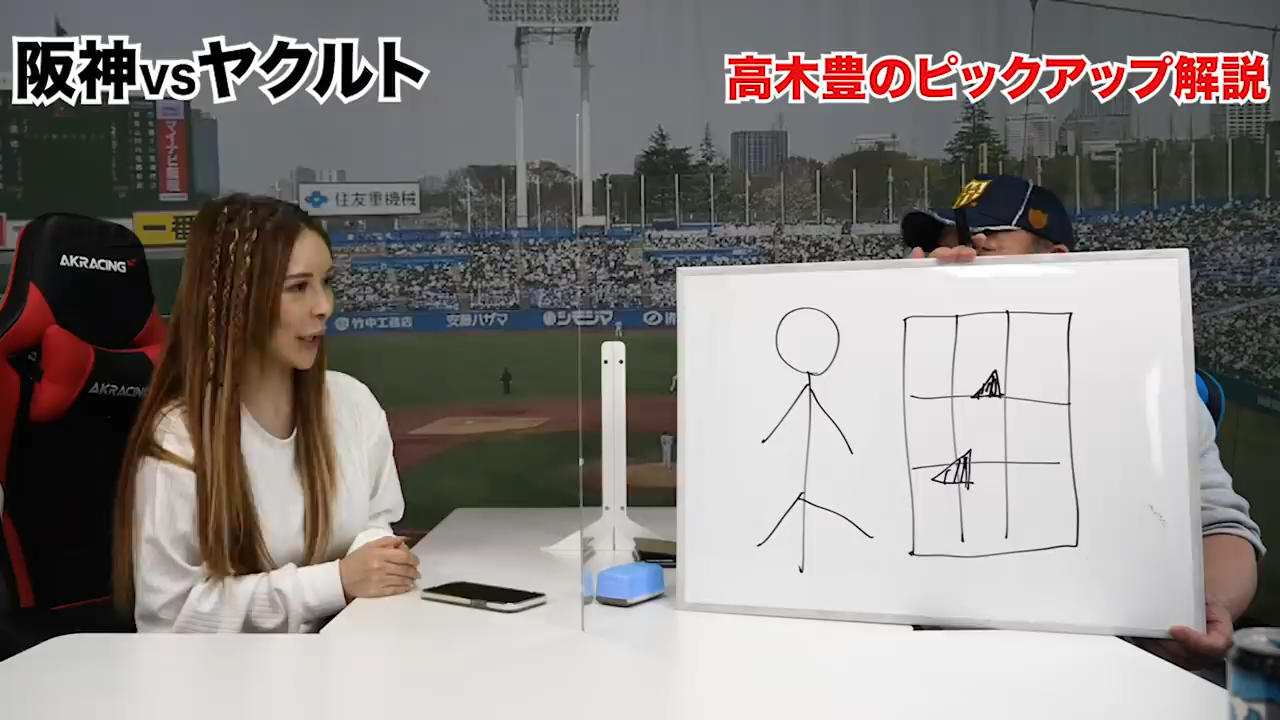 阪神vsヤクルト
高木豊のピックアップ解説
マイナビ
住友重機械
一番
AKRACING
竹中工務店
安藤ハザマ
シモジマ
AKRACING